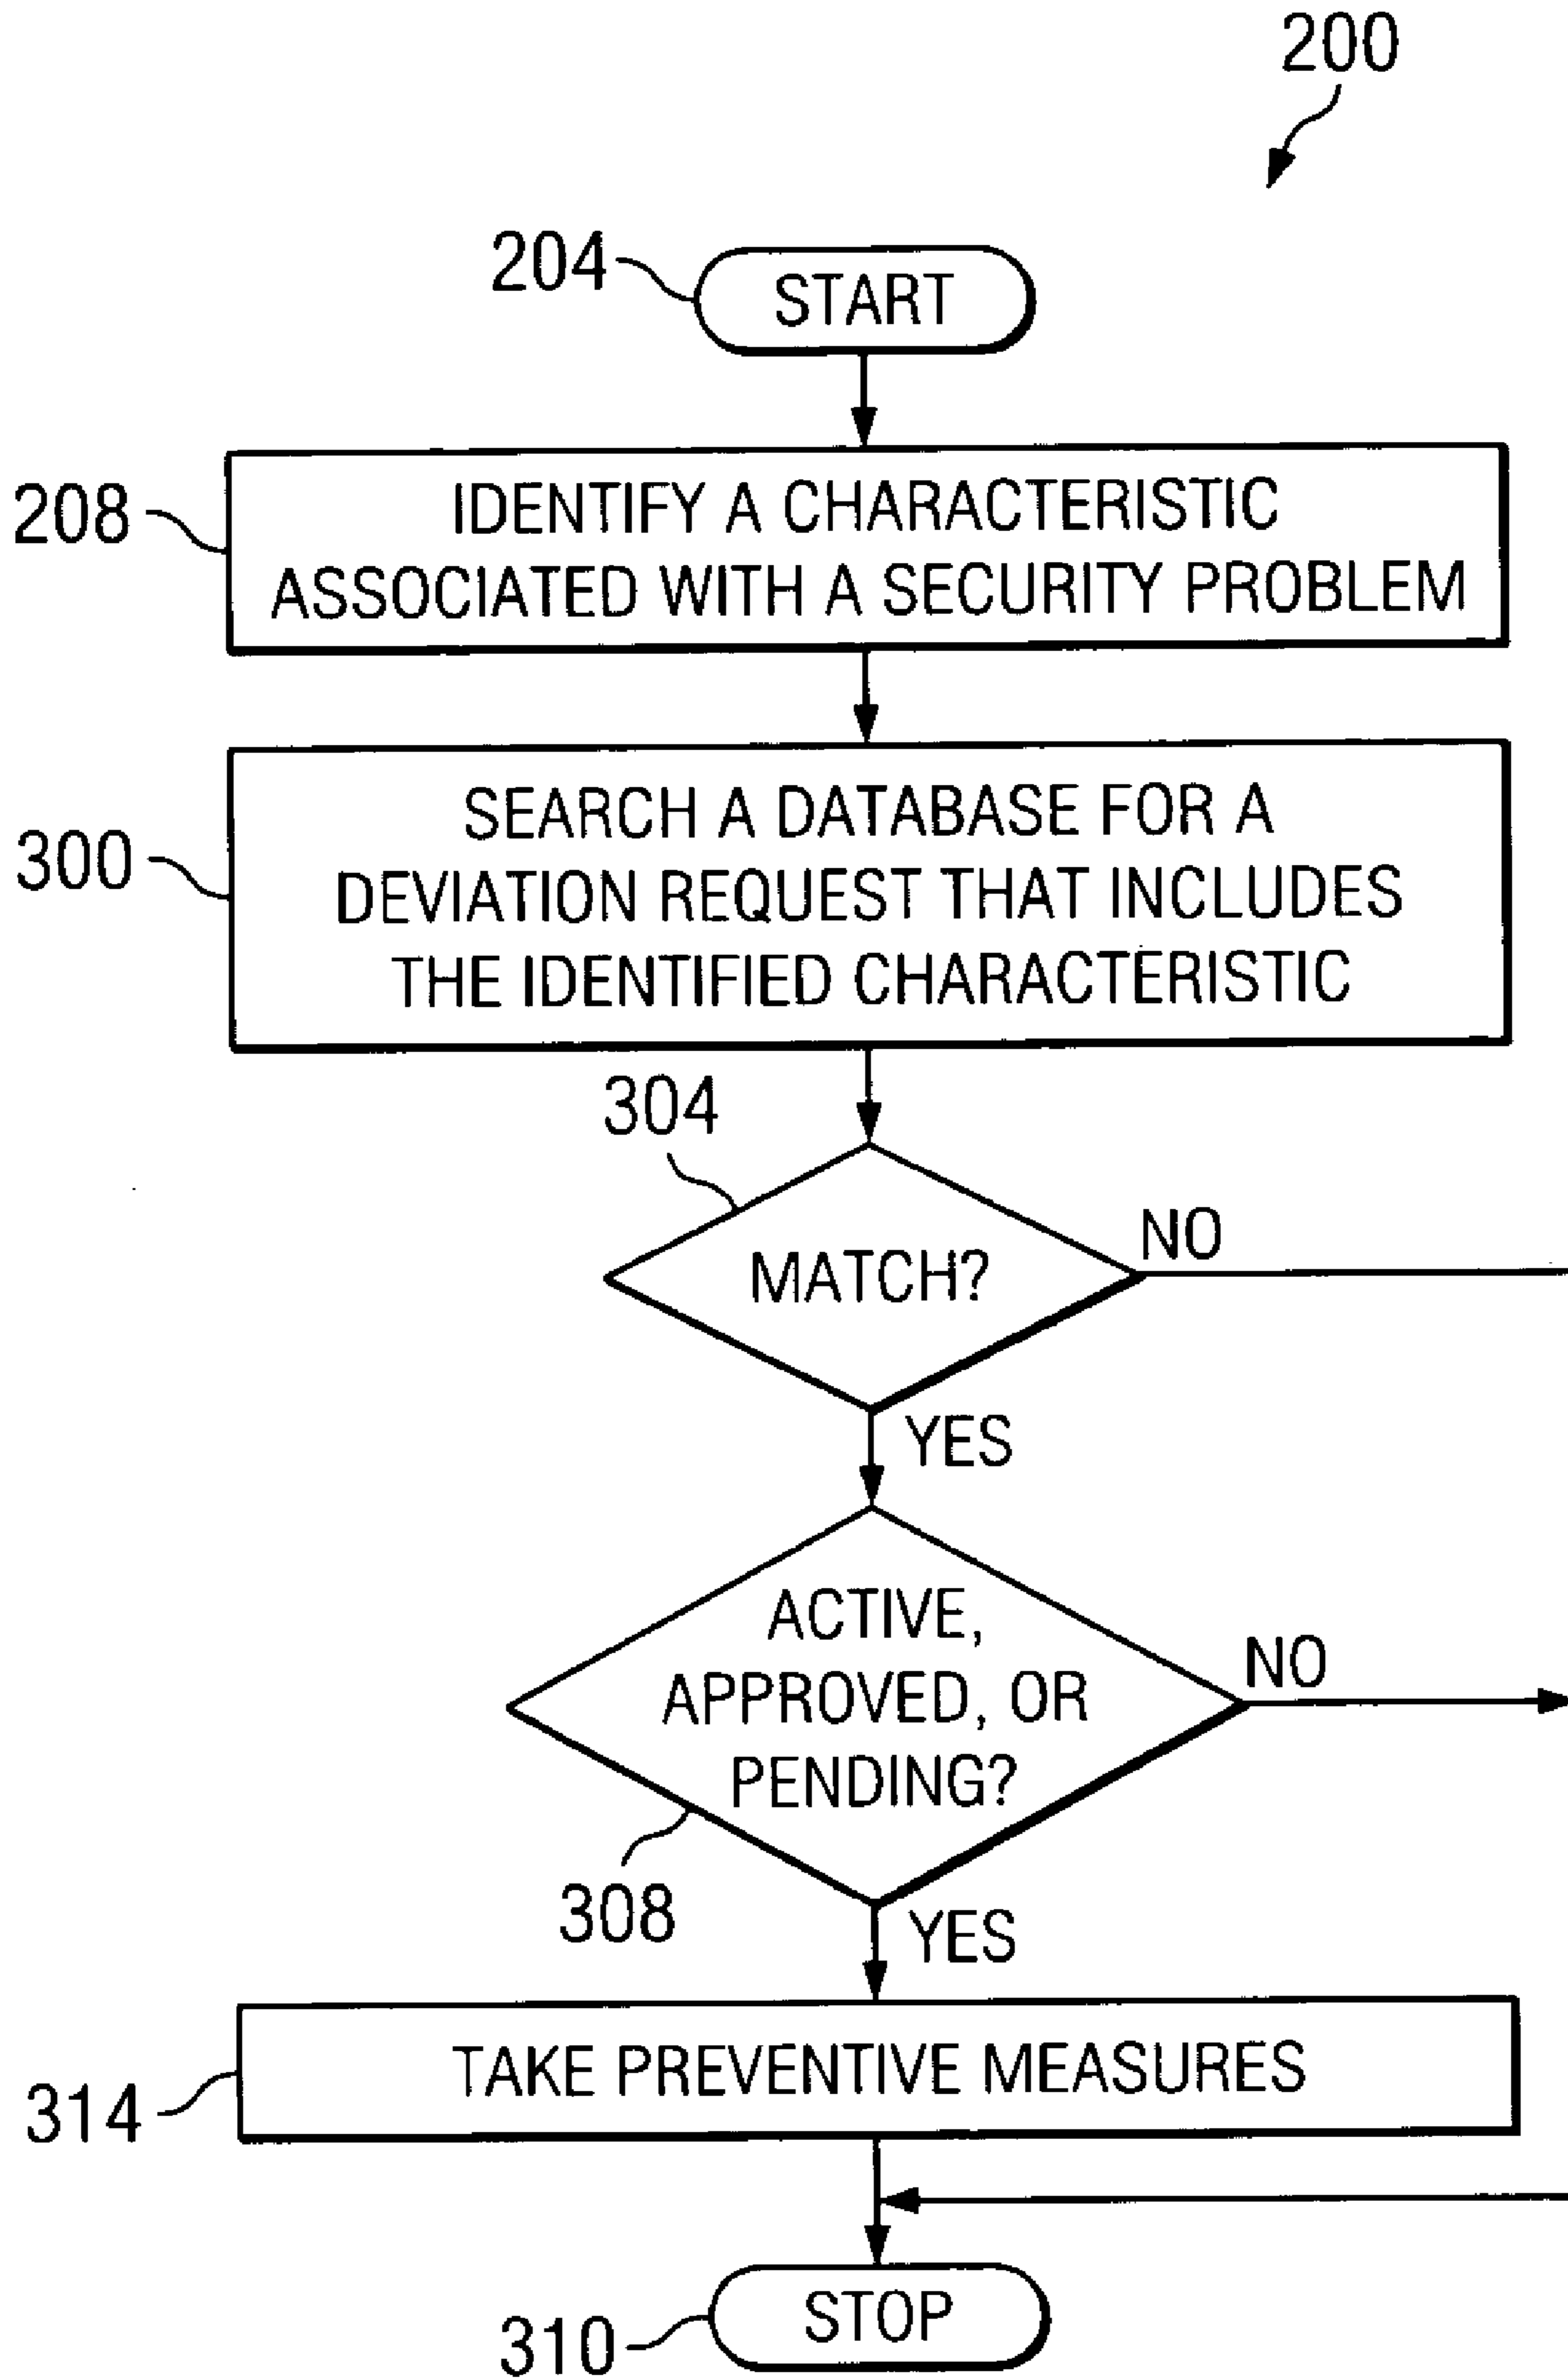 200
204
START
208
IDENTIFY A CHARACTERISTIC
ASSOCIATED WITH A SECURITY PROBLEM
300
SEARCH A DATABASE FOR A
DEVIATION REQUEST THAT INCLUDES
THE IDENTIFIED CHARACTERISTIC
304
MATCH?
NO
YES
ACTIVE,
APPROVED, OR
PENDING?
NO
308
YES
314
TAKE PREVENTIVE MEASURES
310
STOP